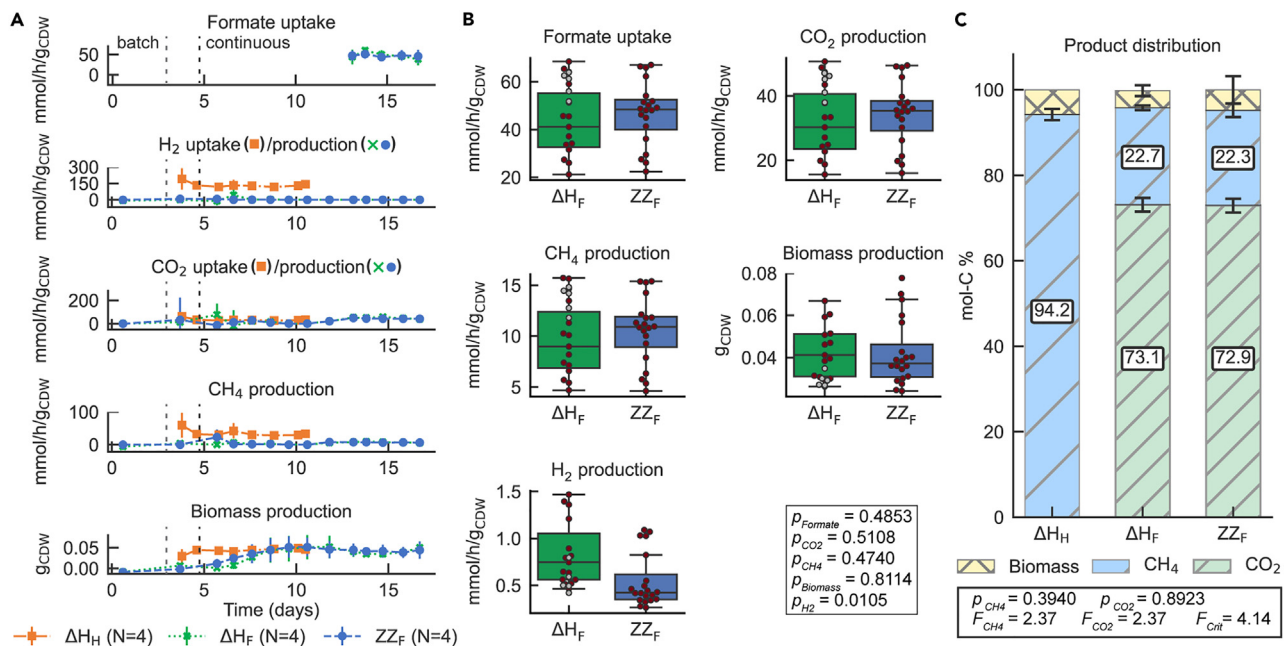 A
Formate uptake
batch
continuous
mmol/h/gCDW
50
0
0
5
10
15
H2 uptake (■)/production (×●)
mmol/h/gCDW
300
150
0
0
5
10
15
CO2 uptake (■)/production (×●)
mmol/h/gCDW
200
0
0
5
10
15
CH4 production
mmol/h/gCDW
100
0
0
5
10
15
Biomass production
gCDW
0.05
0.00
0
5
10
15
Time (days)
ΔHH (N=4)
ΔHF (N=4)
ZZF (N=4)
B
Formate uptake
mmol/h/gCDW
60
40
20
ΔHF
ZZF
CO2 production
mmol/h/gCDW
40
20
ΔHF
ZZF
CH4 production
mmol/h/gCDW
15
10
5
ΔHF
ZZF
Biomass production
gCDW
0.08
0.06
0.04
ΔHF
ZZF
H2 production
mmol/h/gCDW
1.5
1.0
0.5
ΔHF
ZZF
pFormate = 0.4853
pCO2 = 0.5108
pCH4 = 0.4740
pBiomass = 0.8114
pH2 = 0.0105
C
Product distribution
mol-C %
100
80
60
40
20
0
94.2
22.7
73.1
22.3
72.9
ΔHH
ΔHF
ZZF
Biomass
CH4
CO2
pCH4 = 0.3940 pCO2 = 0.8923
FCH4 = 2.37 FCO2 = 2.37 FCrit = 4.14